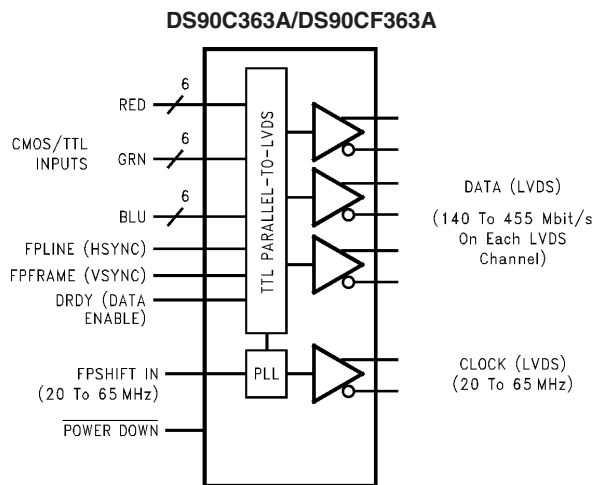 DS90C363A/DS90CF363A
RED
6
CMOS/TTL
INPUTS
GRN
6
BLU
6
FPLINE (HSYNC)
FPFRAME (VSYNC)
DRDY (DATA
ENABLE)
FPSHIFT IN
(20 To 65 MHz)
POWER DOWN
TTL PARALLEL-TO-LVDS
PLL
DATA (LVDS)
(140 To 455 Mbit/s
On Each LVDS
Channel)
CLOCK (LVDS)
(20 To 65 MHz)